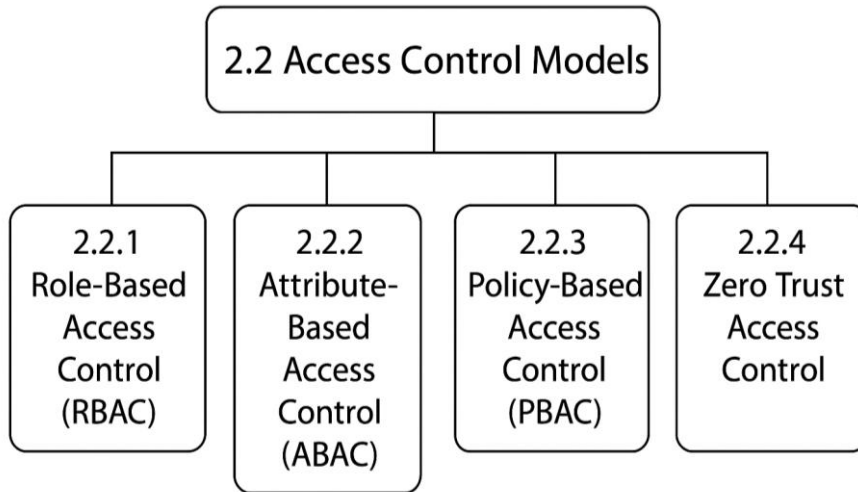 2.2 Access Control Models
2.2.1
Role-Based
Access
Control
(RBAC)
2.2.2
Attribute-
Based
Access
Control
(ABAC)
2.2.3
Policy-Based
Access
Control
(PBAC)
2.2.4
Zero Trust
Access
Control